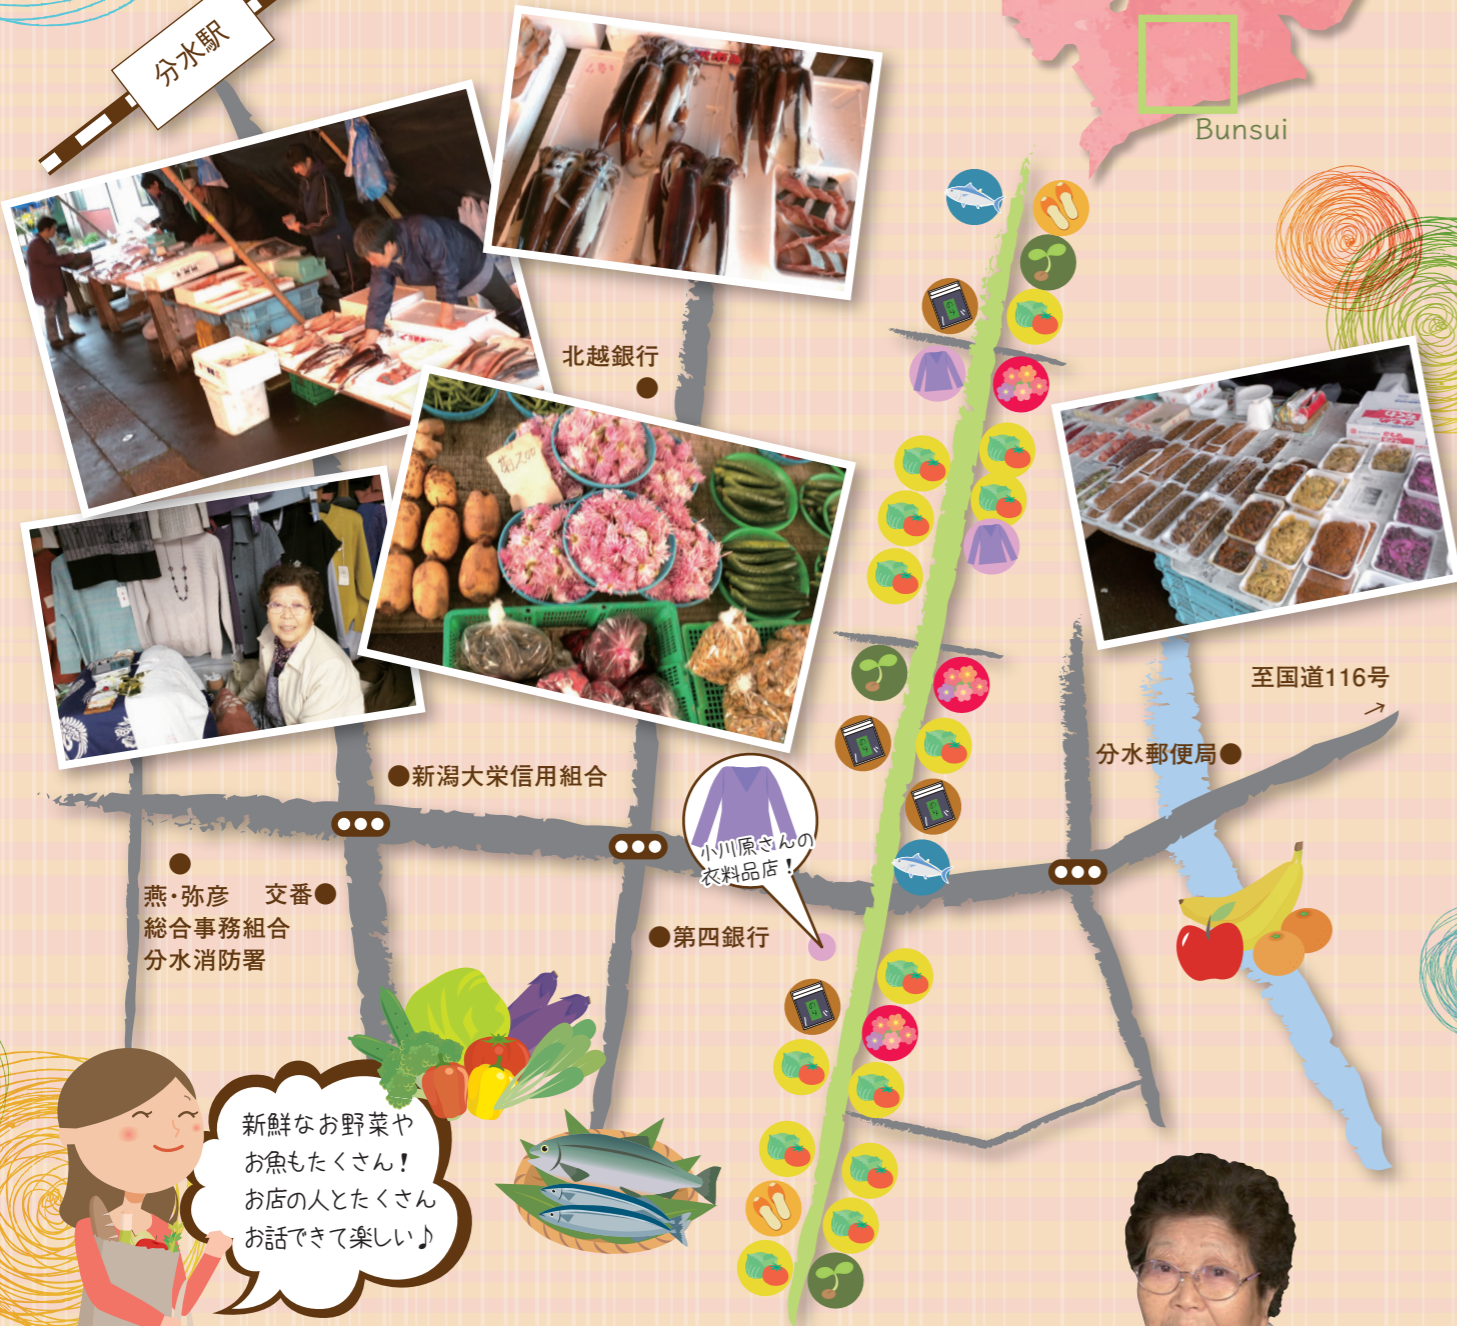 分水駅
Bunsui
北越銀行
菊200
至国道116号
→
分水郵便局●
●新潟大栄信用組合
小川原さんの
衣料品店！
燕・弥彦
総合事務組合
分水消防署
交番●
●第四銀行
新鮮なお野菜や
お魚もたくさん！
お店の人とたくさん
お話できて楽しい♪